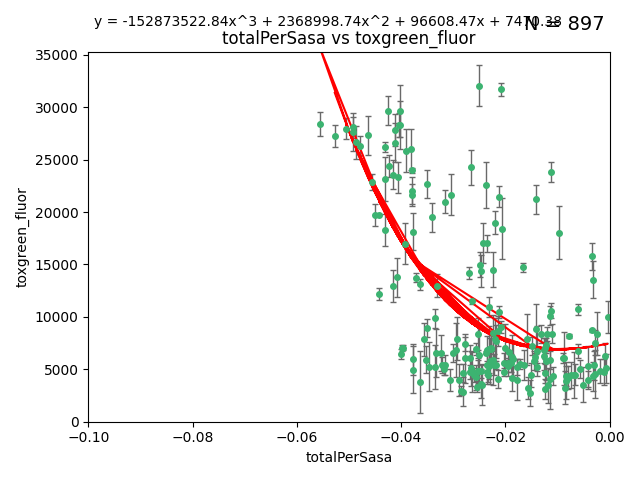 y = -152873522.84x^3 + 2368998.74x^2 + 96608.47x + 7470.38
N = 897
totalPerSasa vs toxgreen_fluor
35000
30000
25000
20000
15000
10000
5000
0
toxgreen_fluor
−0.10 −0.08 −0.06 −0.04 −0.02 0.00
totalPerSasa